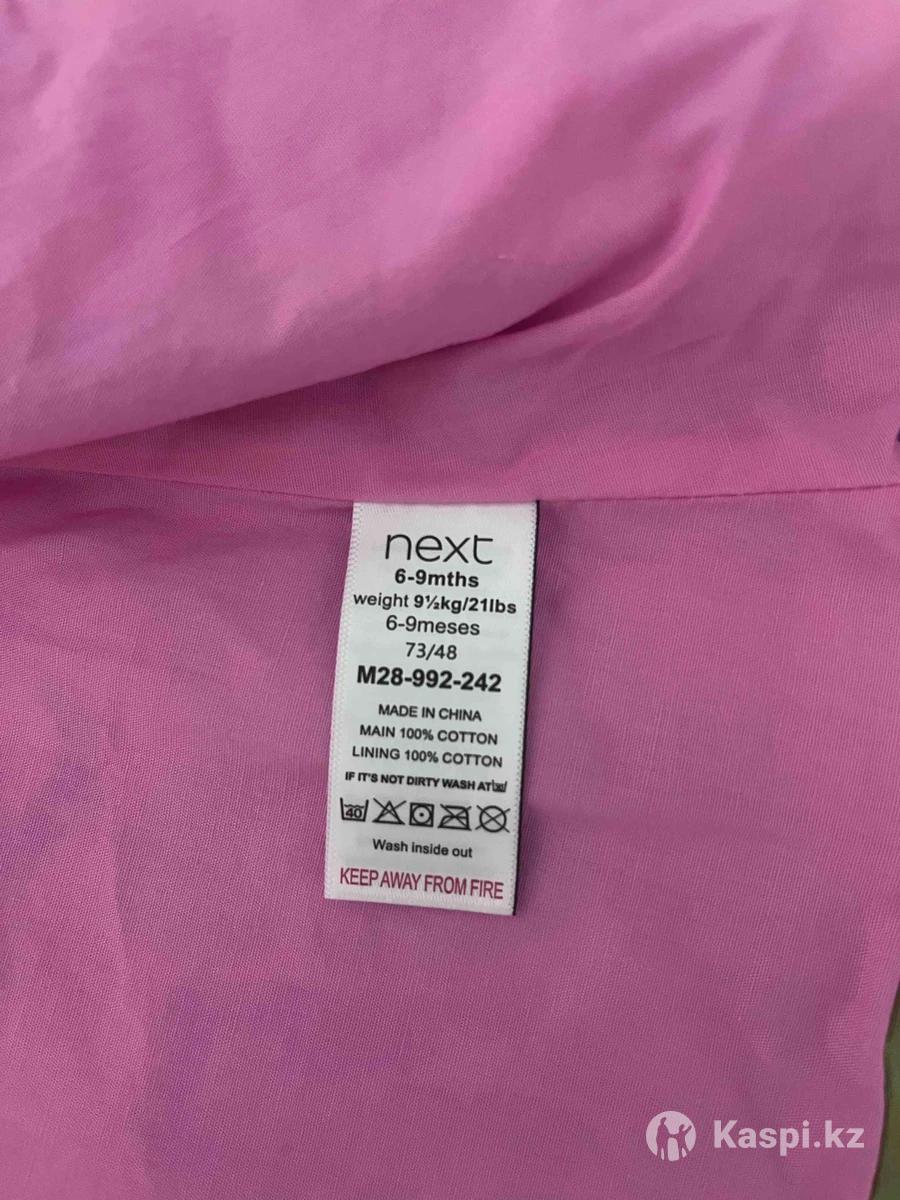 next
6-9mths
weight 9½kg/21lbs
6-9meses
73/48
M28-992-242
MADE IN CHINA
MAIN 100% COTTON
LINING 100% COTTON
IF IT'S NOT DIRTY WASH AT
40
Wash inside out
KEEP AWAY FROM FIRE
Kaspi.kz